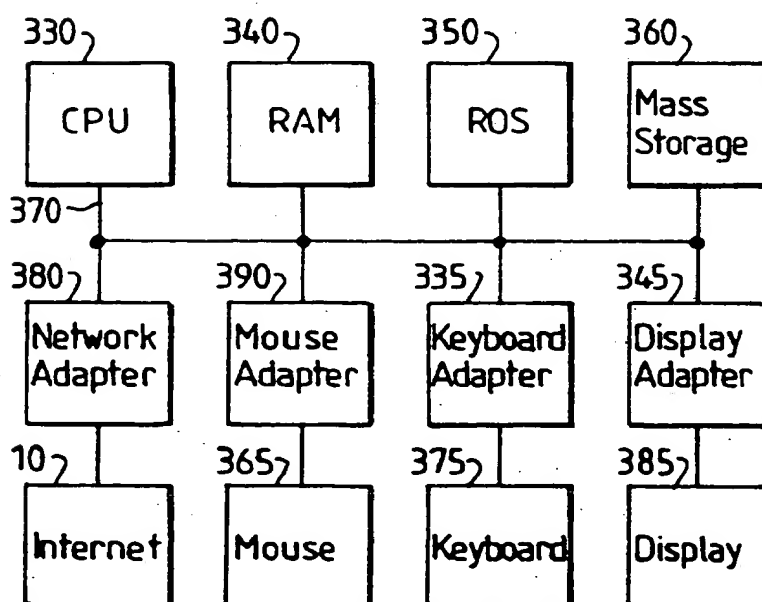 330 340 350 360
CPU RAM ROS Mass
Storage
370
380 390 335 345
Network Mouse Keyboard Display
Adapter Adapter Adapter Adapter
10 365 375 385
Internet Mouse Keyboard Display